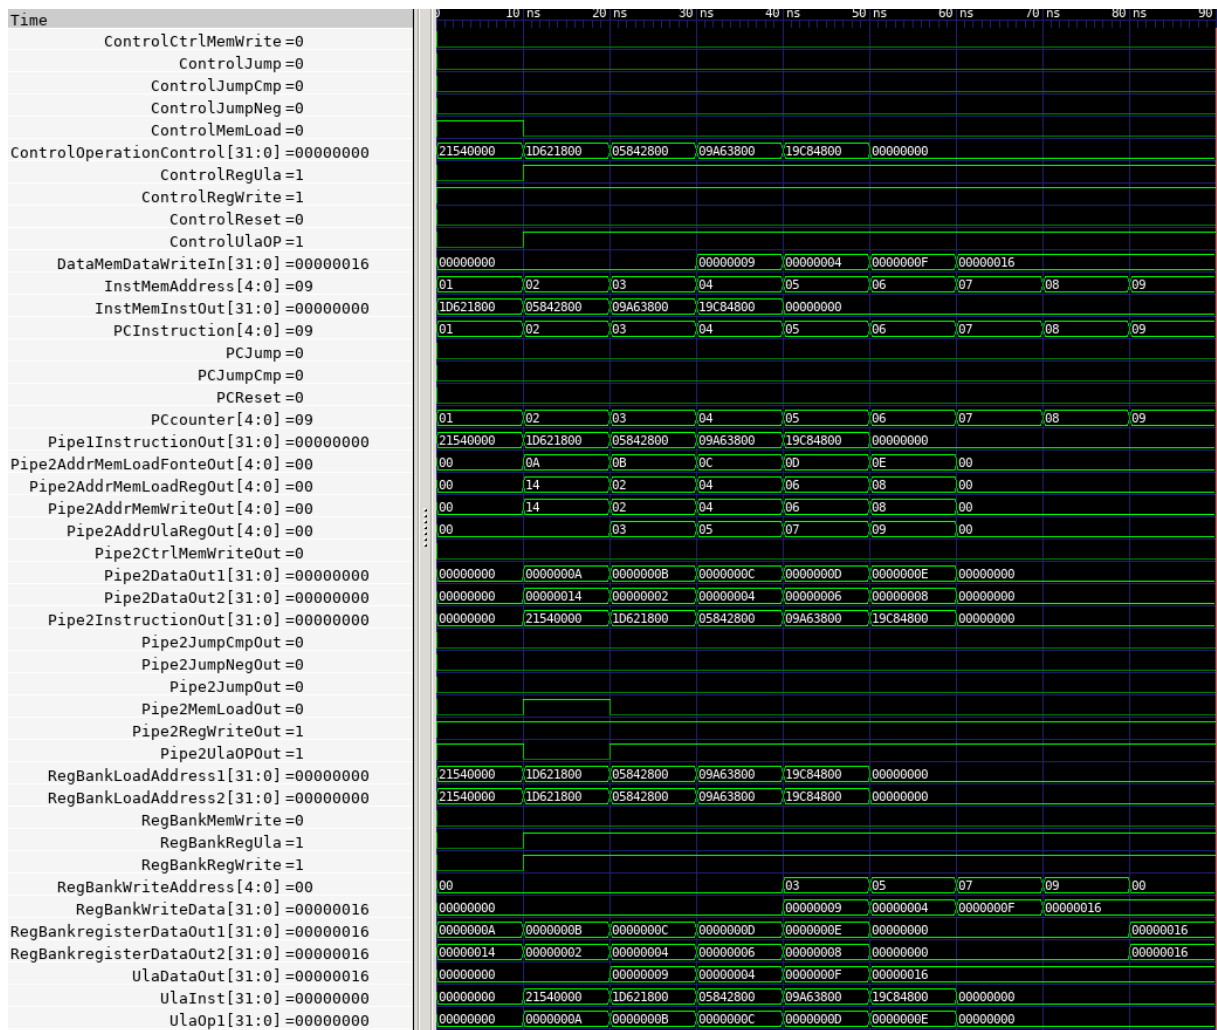 Time 0 10 ns 20 ns 30 ns 40 ns 50 ns 60 ns 70 ns 80 ns 90
ControlCtrlMemWrite =0
ControlJump =0
ControlJumpCmp =0
ControlJumpNeg =0
ControlMemLoad =0
ControlOperationControl[31:0] =00000000 21540000 1D621800 05842800 09A63800 19C84800 00000000
ControlRegUla =1
ControlRegWrite =1
ControlReset =0
ControlUlaOP =1
DataMemDataWriteIn[31:0] =00000016 00000000 00000009 00000004 0000000F 00000016
InstMemAddress[4:0] =09 01 02 03 04 05 06 07 08 09
InstMemInstOut[31:0] =00000000 1D621800 05842800 09A63800 19C84800 00000000
PCInstruction[4:0] =09 01 02 03 04 05 06 07 08 09
PCJump =0
PCJumpCmp =0
PCReset =0
PCcounter[4:0] =09 01 02 03 04 05 06 07 08 09
Pipe1InstructionOut[31:0] =00000000 21540000 1D621800 05842800 09A63800 19C84800 00000000
Pipe2AddrMemLoadFonteOut[4:0] =00 00 0A 0B 0C 0D 0E 00
Pipe2AddrMemLoadRegOut[4:0] =00 00 14 02 04 06 08 00
Pipe2AddrMemWriteOut[4:0] =00 00 14 02 04 06 08 00
Pipe2AddrUlaRegOut[4:0] =00 00 03 05 07 09 00
Pipe2CtrlMemWriteOut =0
Pipe2DataOut1[31:0] =00000000 00000000 0000000A 0000000B 0000000C 0000000D 0000000E 00000000
Pipe2DataOut2[31:0] =00000000 00000000 00000014 00000002 00000004 00000006 00000008 00000000
Pipe2InstructionOut[31:0] =00000000 00000000 21540000 1D621800 05842800 09A63800 19C84800 00000000
Pipe2JumpCmpOut =0
Pipe2JumpNegOut =0
Pipe2JumpOut =0
Pipe2MemLoadOut =0
Pipe2RegWriteOut =1
Pipe2UlaOPOut =1
RegBankLoadAddress1[31:0] =00000000 21540000 1D621800 05842800 09A63800 19C84800 00000000
RegBankLoadAddress2[31:0] =00000000 21540000 1D621800 05842800 09A63800 19C84800 00000000
RegBankMemWrite =0
RegBankRegUla =1
RegBankRegWrite =1
RegBankWriteAddress[4:0] =00 00 03 05 07 09 00
RegBankWriteData[31:0] =00000016 00000000 00000009 00000004 0000000F 00000016
RegBankregisterDataOut1[31:0] =00000016 0000000A 0000000B 0000000C 0000000D 0000000E 00000000 00000016
RegBankregisterDataOut2[31:0] =00000016 00000014 00000002 00000004 00000006 00000008 00000000 00000016
UlaDataOut[31:0] =00000016 00000000 00000009 00000004 0000000F 00000016
UlaInst[31:0] =00000000 00000000 21540000 1D621800 05842800 09A63800 19C84800 00000000
UlaOp1[31:0] =00000000 00000000 0000000A 0000000B 0000000C 0000000D 0000000E 00000000